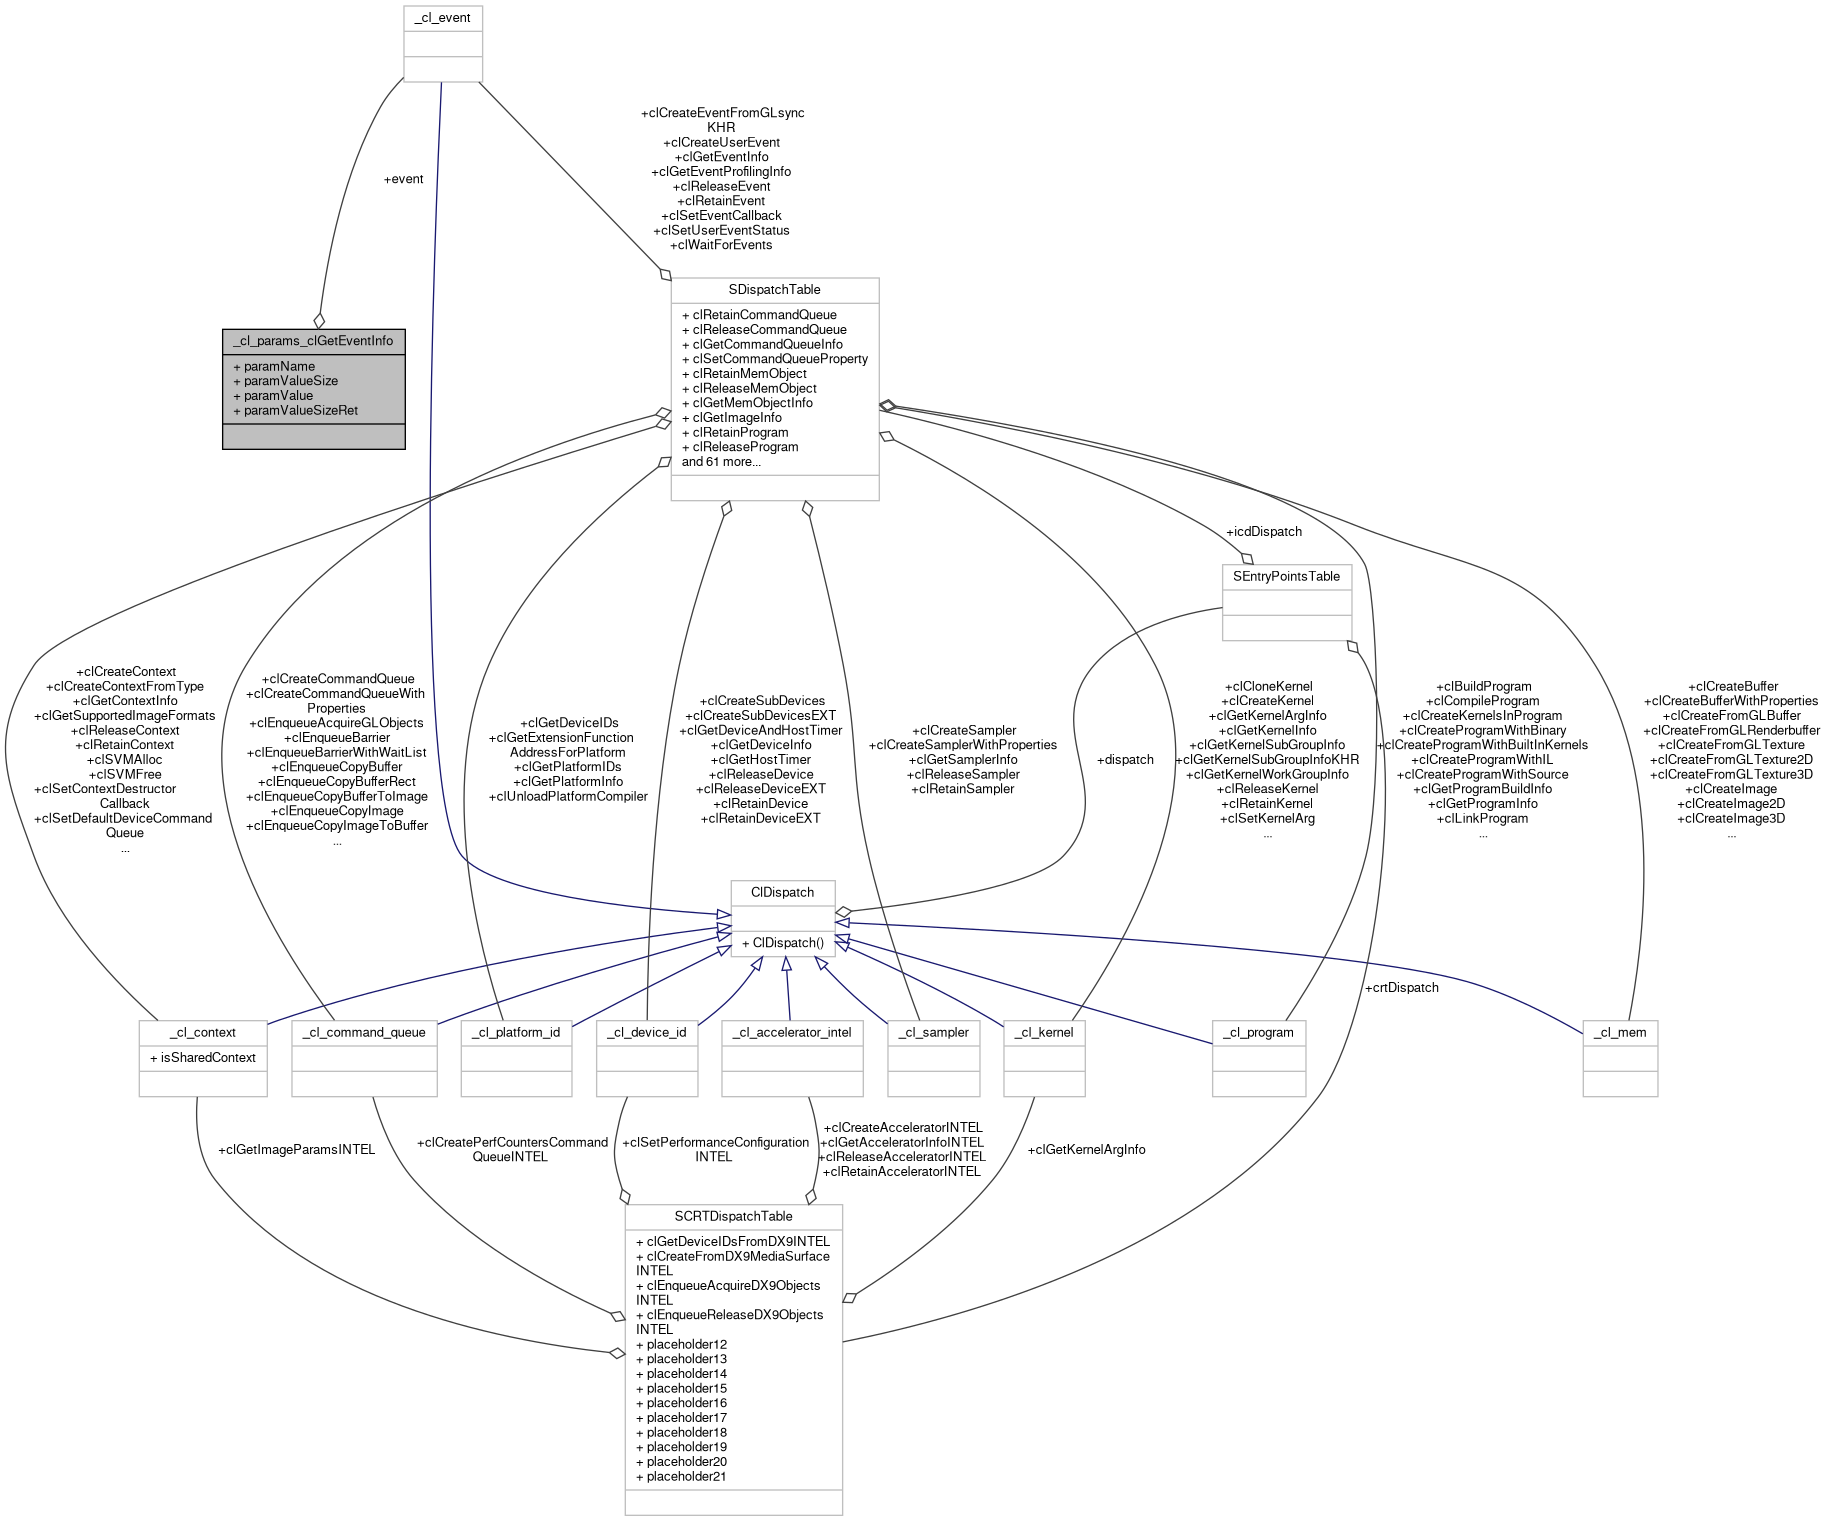 _cl_event
+clCreateEventFromGLsync
KHR
+clCreateUserEvent
+clGetEventInfo
+clGetEventProfilingInfo
+clReleaseEvent
+clRetainEvent
+clSetEventCallback
+clSetUserEventStatus
+clWaitForEvents
+event
SDispatchTable
+ clRetainCommandQueue
+ clReleaseCommandQueue
+ clGetCommandQueueInfo
+ clSetCommandQueueProperty
+ clRetainMemObject
+ clReleaseMemObject
+ clGetMemObjectInfo
+ clGetImageInfo
+ clRetainProgram
+ clReleaseProgram
and 61 more...
_cl_params_clGetEventInfo
+ paramName
+ paramValueSize
+ paramValue
+ paramValueSizeRet
+icdDispatch
SEntryPointsTable
+clCreateContext
+clCreateContextFromType
+clGetContextInfo
+clGetSupportedImageFormats
+clReleaseContext
+clRetainContext
+clSVMAlloc
+clSVMFree
+clSetContextDestructor
Callback
+clSetDefaultDeviceCommand
Queue
...
+clCreateCommandQueue
+clCreateCommandQueueWith
Properties
+clEnqueueAcquireGLObjects
+clEnqueueBarrier
+clEnqueueBarrierWithWaitList
+clEnqueueCopyBuffer
+clEnqueueCopyBufferRect
+clEnqueueCopyBufferToImage
+clEnqueueCopyImage
+clEnqueueCopyImageToBuffer
...
+clGetDeviceIDs
+clGetExtensionFunction
AddressForPlatform
+clGetPlatformIDs
+clGetPlatformInfo
+clUnloadPlatformCompiler
+clCreateSubDevices
+clCreateSubDevicesEXT
+clGetDeviceAndHostTimer
+clGetDeviceInfo
+clGetHostTimer
+clReleaseDevice
+clReleaseDeviceEXT
+clRetainDevice
+clRetainDeviceEXT
+clCreateSampler
+clCreateSamplerWithProperties
+clGetSamplerInfo
+clReleaseSampler
+clRetainSampler
+dispatch
+clCloneKernel
+clCreateKernel
+clGetKernelArgInfo
+clGetKernelInfo
+clGetKernelSubGroupInfo
+clGetKernelSubGroupInfoKHR
+clGetKernelWorkGroupInfo
+clReleaseKernel
+clRetainKernel
+clSetKernelArg
...
+clBuildProgram
+clCompileProgram
+clCreateKernelsInProgram
+clCreateProgramWithBinary
+clCreateProgramWithBuiltInKernels
+clCreateProgramWithIL
+clCreateProgramWithSource
+clGetProgramBuildInfo
+clGetProgramInfo
+clLinkProgram
...
+clCreateBuffer
+clCreateBufferWithProperties
+clCreateFromGLBuffer
+clCreateFromGLRenderbuffer
+clCreateFromGLTexture
+clCreateFromGLTexture2D
+clCreateFromGLTexture3D
+clCreateImage
+clCreateImage2D
+clCreateImage3D
...
ClDispatch
+ ClDispatch()
+crtDispatch
_cl_context
+ isSharedContext
_cl_command_queue
_cl_platform_id
_cl_device_id
_cl_accelerator_intel
_cl_sampler
_cl_kernel
_cl_program
_cl_mem
+clGetImageParamsINTEL
+clCreatePerfCountersCommand
QueueINTEL
+clSetPerformanceConfiguration
INTEL
+clCreateAcceleratorINTEL
+clGetAcceleratorInfoINTEL
+clReleaseAcceleratorINTEL
+clRetainAcceleratorINTEL
+clGetKernelArgInfo
SCRTDispatchTable
+ clGetDeviceIDsFromDX9INTEL
+ clCreateFromDX9MediaSurface
INTEL
+ clEnqueueAcquireDX9Objects
INTEL
+ clEnqueueReleaseDX9Objects
INTEL
+ placeholder12
+ placeholder13
+ placeholder14
+ placeholder15
+ placeholder16
+ placeholder17
+ placeholder18
+ placeholder19
+ placeholder20
+ placeholder21